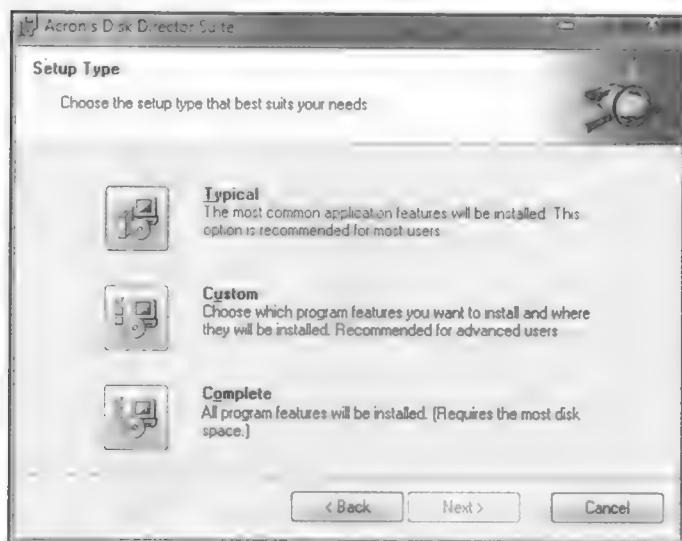 Acronis Disk Director Suite
Setup Type
Choose the setup type that best suits your needs
Typical
The most common application features will be installed. This
option is recommended for most users
Custom
Choose which program features you want to install and where
they will be installed. Recommended for advanced users
Complete
All program features will be installed. (Requires the most disk
space.)
< Back
Next >
Cancel